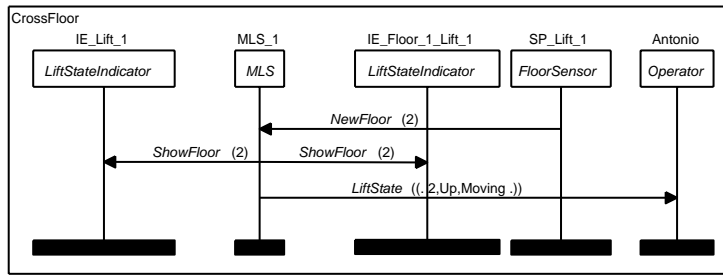 CrossFloor
IE_Lift_1 MLS_1 IE_Floor_1_Lift_1 SP_Lift_1 Antonio
LiftStateIndicator MLS LiftStateIndicator FloorSensor Operator
NewFloor (2)
ShowFloor (2) ShowFloor (2)
LiftState ((. 2,Up,Moving .))